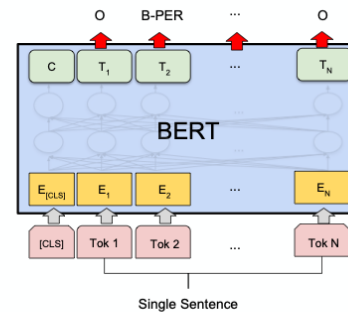 O B-PER ... O
C T1 T2 ... TN
...
BERT
...
E[CLS] E1 E2 ... EN
[CLS] Tok 1 Tok 2 ... Tok N
Single Sentence